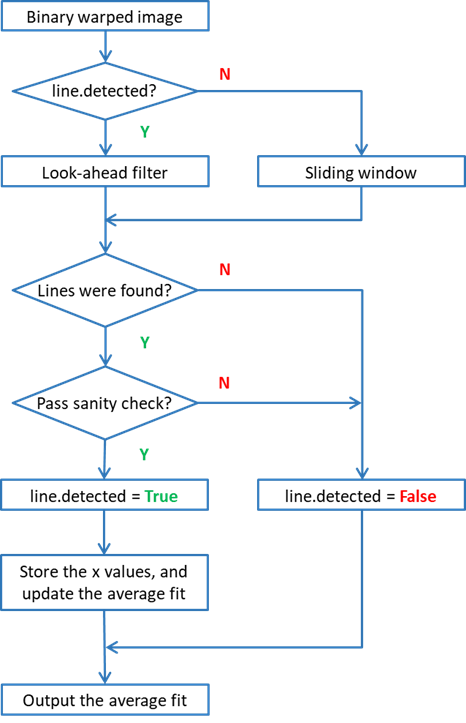 Binary warped image
line.detected?
N
Y
Look-ahead filter
Sliding window
Lines were found?
N
Y
Pass sanity check?
N
Y
line.detected = True
line.detected = False
Store the x values, and
update the average fit
Output the average fit